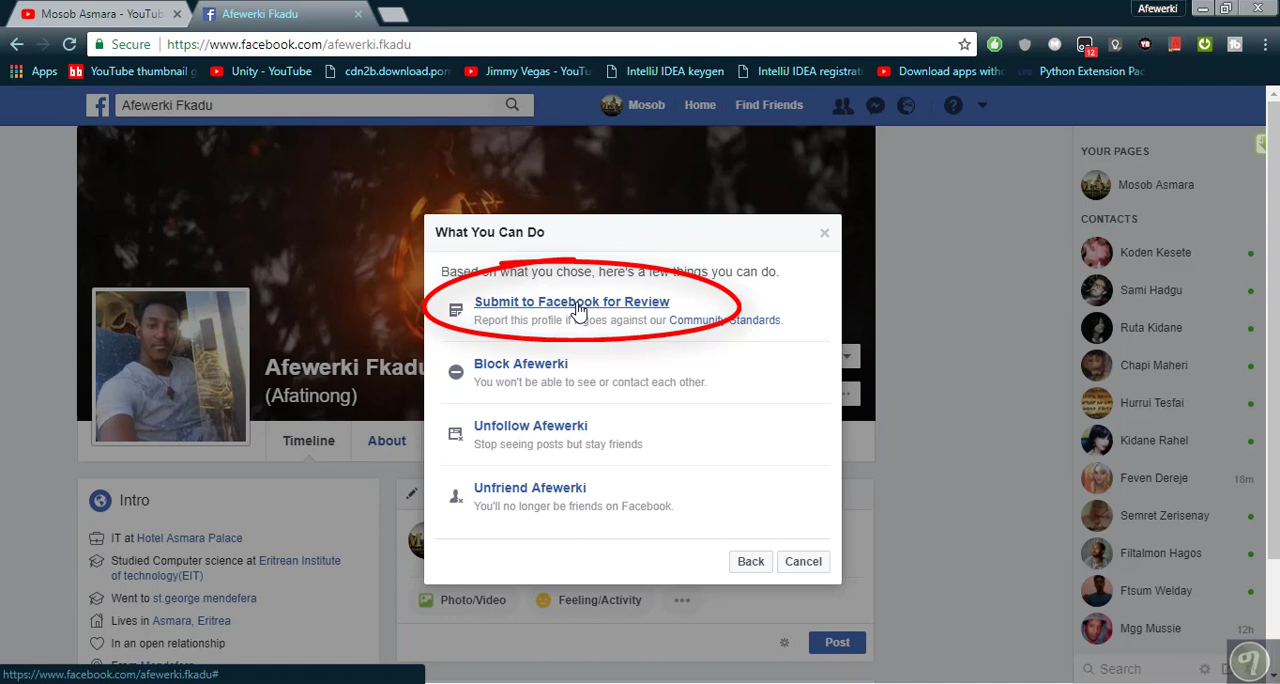 Mosob Asmara - YouTu
Afewerki Fkadu
Afewerki
Secure
https://www.facebook.com/afewerki.fkadu
Apps
YouTube thumbnail g
Unity - YouTube
cdn2b.download.porn
Jimmy Vegas - YouTu
IntelliJ IDEA keygen
IntelliJ IDEA registrat
Download apps witho
Python Extension Pac
12
Afewerki Fkadu
Mosob
Home
Find Friends
YOUR PAGES
Mosob Asmara
CONTACTS
Koden Kesete
Sami Hadgu
Ruta Kidane
Chapi Maheri
Hurrui Tesfai
Kidane Rahel
Feven Dereje 18m
Semret Zerisenay
Filtalmon Hagos
Ftsum Welday
Mgg Mussie 12h
Search
What You Can Do
Based on what you chose, here's a few things you can do.
Submit to Facebook for Review
Report this profile if it goes against our Community Standards.
Block Afewerki
You won't be able to see or contact each other.
Unfollow Afewerki
Stop seeing posts but stay friends
Unfriend Afewerki
You'll no longer be friends on Facebook.
Back
Cancel
Afewerki Fkadu
(Afatinong)
Timeline
About
Intro
IT at Hotel Asmara Palace
Studied Computer science at Eritrean Institute
of technology(EIT)
Went to st.george mendefera
Lives in Asmara, Eritrea
In an open relationship
From Mendefera
Photo/Video
Feeling/Activity
Post
https://www.facebook.com/afewerki.fkadu#